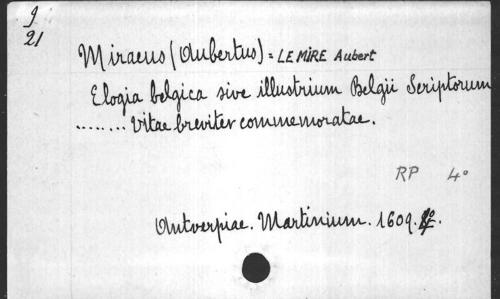 J
21
Miraeus (Aubertus) = LE MIRE Aubert
Elogia belgica sive illustrium Belgii Scriptorum
........ Vitae breviter commemoratae.
RP 4°
Antverpiae. Martinium. 1609.